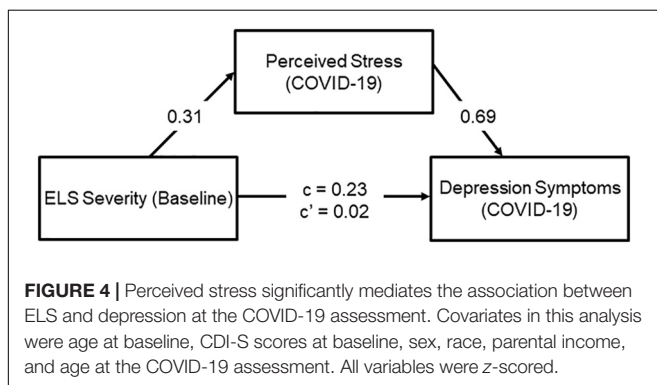 Perceived Stress
(COVID-19)
0.31
0.69
ELS Severity (Baseline)
c = 0.23
c' = 0.02
Depression Symptoms
(COVID-19)
FIGURE 4 | Perceived stress significantly mediates the association between
ELS and depression at the COVID-19 assessment. Covariates in this analysis
were age at baseline, CDI-S scores at baseline, sex, race, parental income,
and age at the COVID-19 assessment. All variables were z-scored.